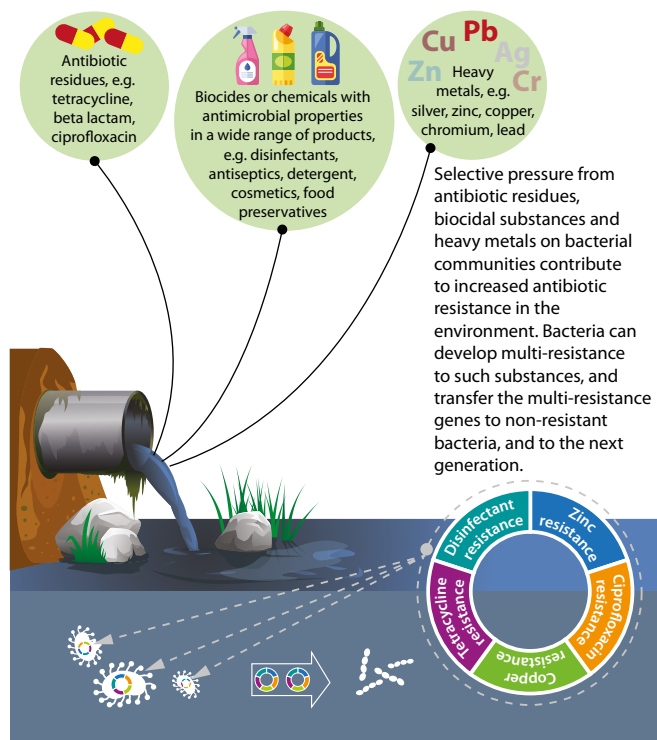 Antibiotic
residues, e.g.
tetracycline,
beta lactam,
ciprofloxacin
Biocides or chemicals with
antimicrobial properties
in a wide range of products,
e.g. disinfectants,
antiseptics, detergent,
cosmetics, food
preservatives
Cu
Pb
Ag
Zn
Cr
Heavy
metals, e.g.
silver, zinc, copper,
chromium, lead
Selective pressure from
antibiotic residues,
biocidal substances and
heavy metals on bacterial
communities contribute
to increased antibiotic
resistance in the
environment. Bacteria can
develop multi-resistance
to such substances, and
transfer the multi-resistance
genes to non-resistant
bacteria, and to the next
generation.
Disinfectant
resistance
Zinc
resistance
Ciprofloxacin
resistance
Copper
resistance
Tetracycline
resistance